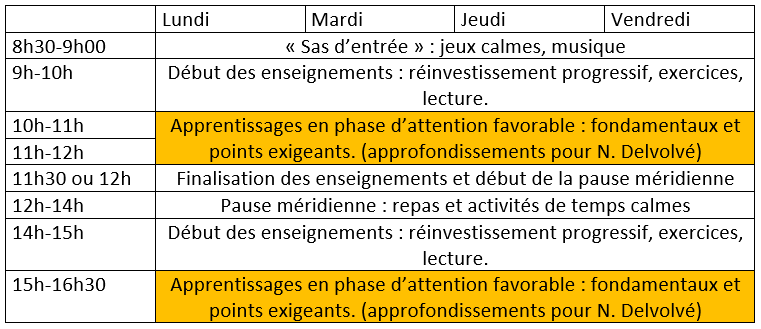 Lundi Mardi Jeudi Vendredi
8h30-9h00 « Sas d’entrée » : jeux calmes, musique
9h-10h Début des enseignements : réinvestissement progressif, exercices,
lecture.
10h-11h Apprentissages en phase d’attention favorable : fondamentaux et
11h-12h points exigeants. (approfondissements pour N. Delvolvé)
11h30 ou 12h Finalisation des enseignements et début de la pause méridienne
12h-14h Pause méridienne : repas et activités de temps calmes
14h-15h Début des enseignements : réinvestissement progressif, exercices,
lecture.
15h-16h30 Apprentissages en phase d’attention favorable : fondamentaux et
points exigeants. (approfondissements pour N. Delvolvé)